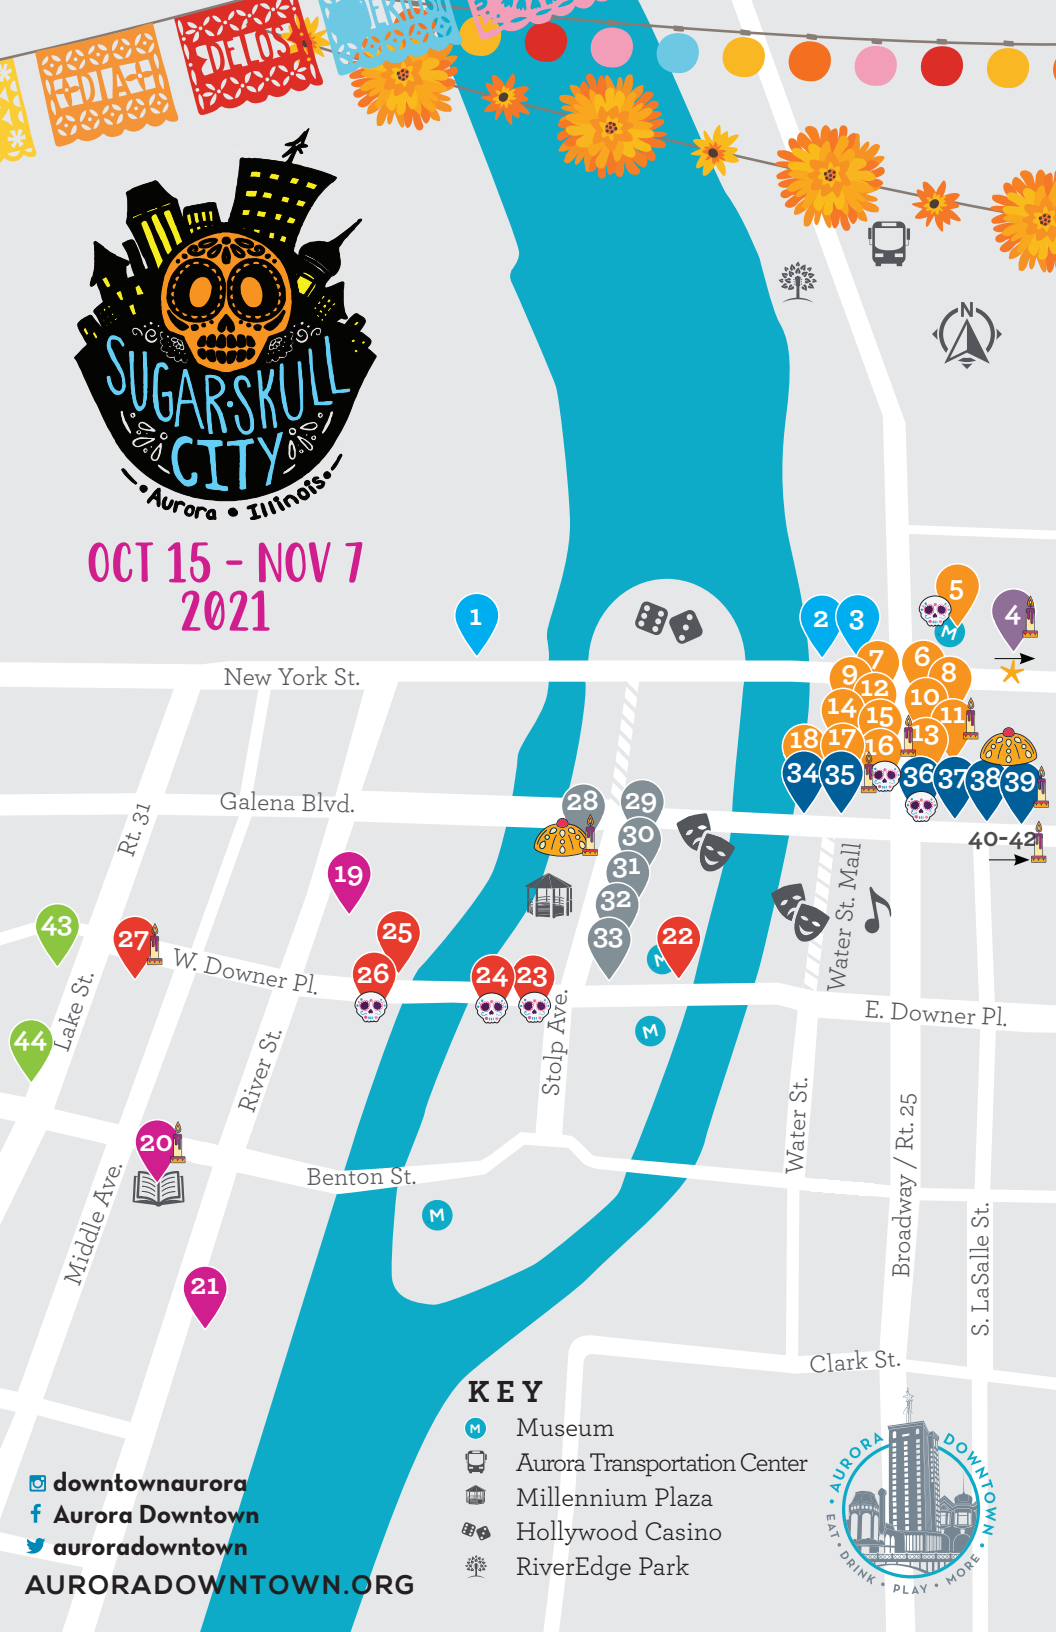 DIA
DE LOS
SUGAR·SKULL
CITY
• Aurora • Illinois •
OCT 15 - NOV 7
2021
N
1
2
3
5
M
4
7
6
9
8
12
10
14
15
11
13
18
17
16
34
35
36
37
38
39
40-42
New York St.
Galena Blvd.
Rt. 31
28
29
30
31
32
33
19
43
27
25
26
24
23
22
M
W. Downer Pl.
Water St. Mall
E. Downer Pl.
Lake St.
44
River St.
Stolp Ave.
M
Water St.
Broadway / Rt. 25
20
Middle Ave.
Benton St.
M
S. LaSalle St.
21
Clark St.
KEY
M Museum
Aurora Transportation Center
Millennium Plaza
Hollywood Casino
RiverEdge Park
downtownaurora
Aurora Downtown
auroradowntown
AURORADOWNTOWN.ORG
• AURORA DOWNTOWN •
EAT • DRINK • PLAY • MORE